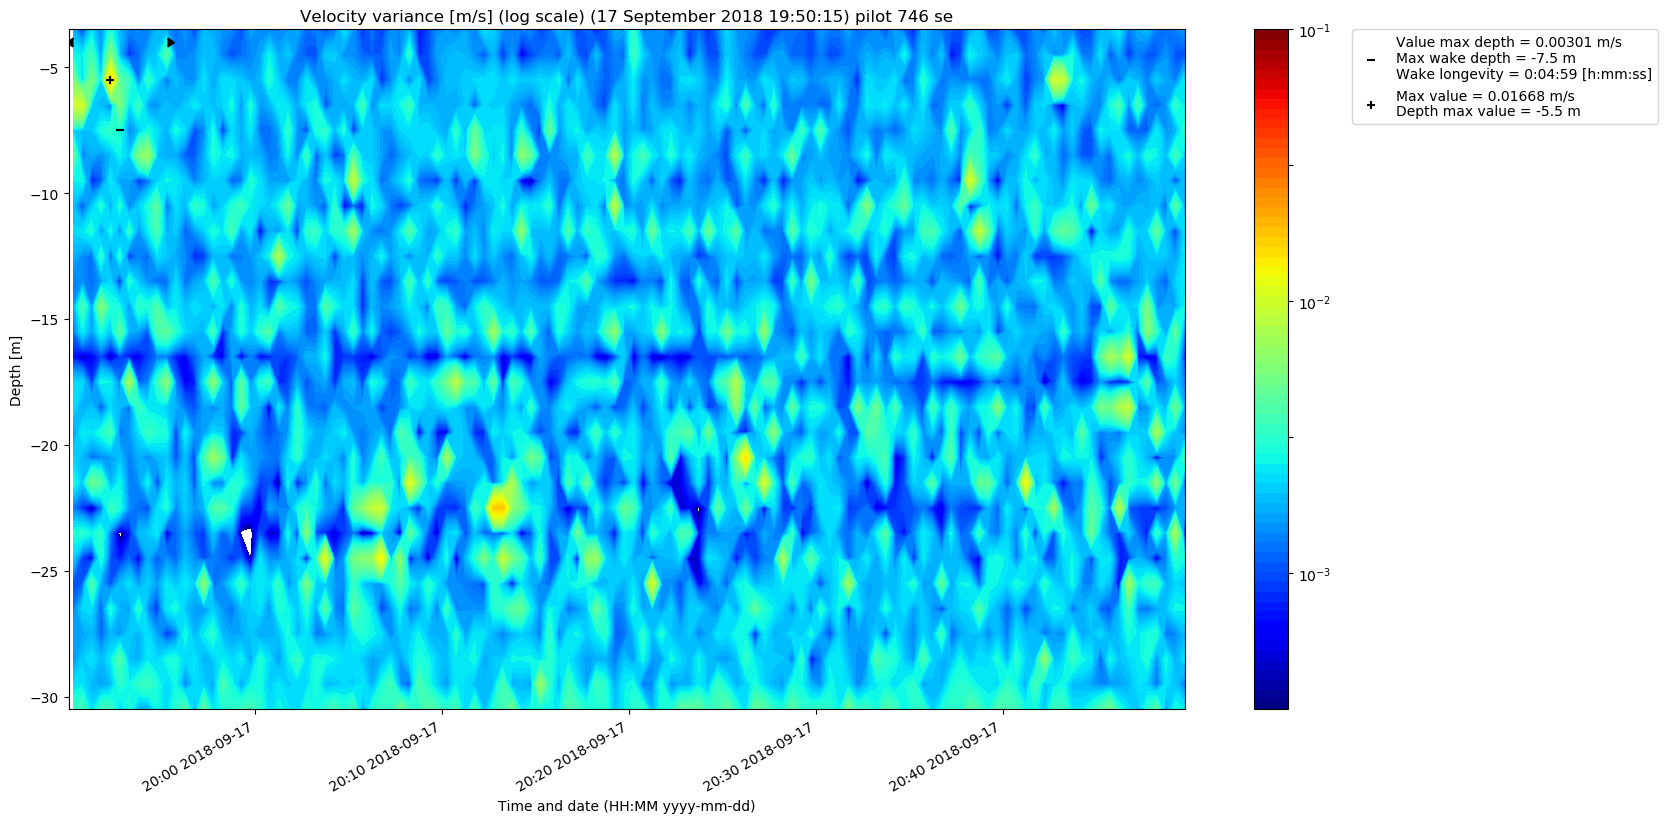 Velocity variance [m/s] (log scale) (17 September 2018 19:50:15) pilot 746 se
Depth [m]
−5
−10
−15
−20
−25
−30
20:00 2018-09-17
20:10 2018-09-17
20:20 2018-09-17
20:30 2018-09-17
20:40 2018-09-17
Time and date (HH:MM yyyy-mm-dd)
10⁻¹
10⁻²
10⁻³
Value max depth = 0.00301 m/s
Max wake depth = -7.5 m
Wake longevity = 0:04:59 [h:mm:ss]
Max value = 0.01668 m/s
Depth max value = -5.5 m